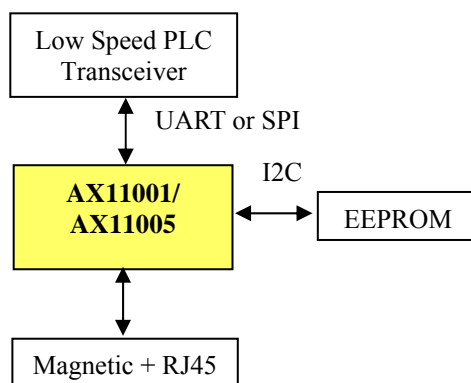 Low Speed PLC
Transceiver
UART or SPI
AX11001/
AX11005
I2C
EEPROM
Magnetic + RJ45